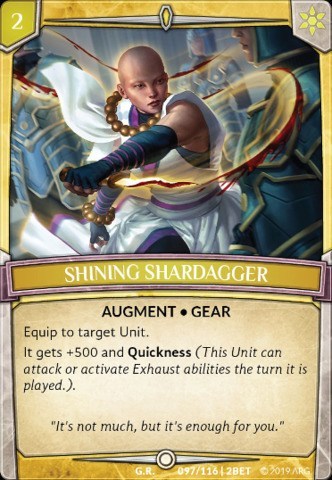 2
SHINING SHARDAGGER
AUGMENT • GEAR
Equip to target Unit.
It gets +500 and Quickness (This Unit can
attack or activate Exhaust abilities the turn it is
played.).
"It's not much, but it's enough for you."
G.R. 097/116 | 2BET © 2019 ARG